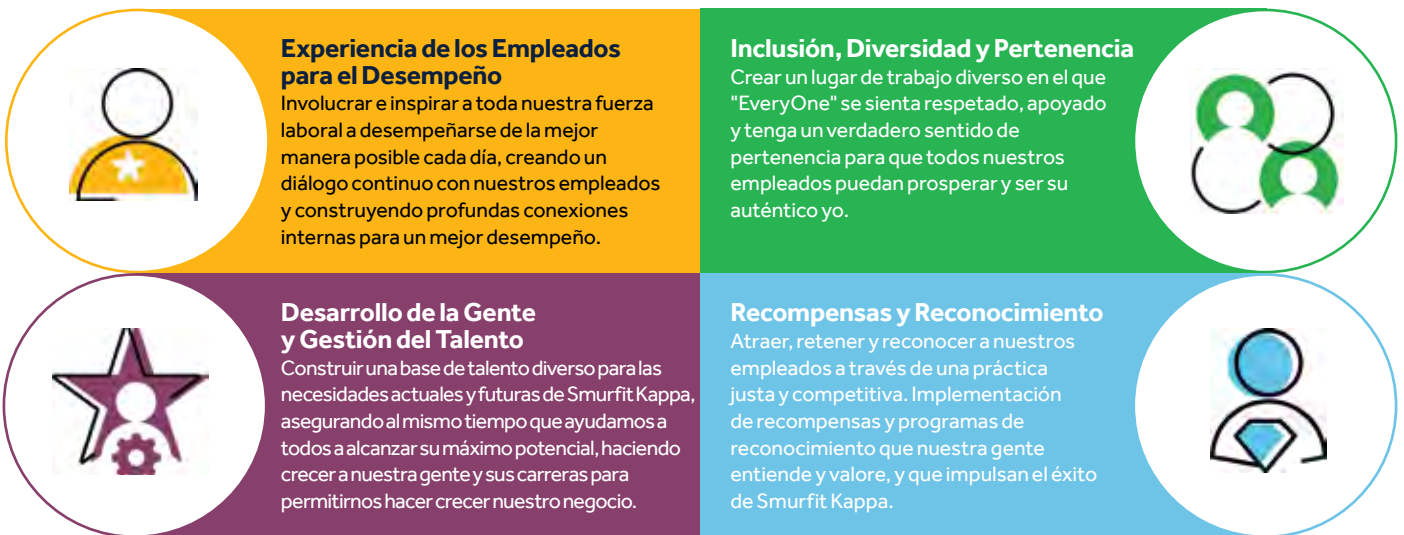 Experiencia de los Empleados
para el Desempeño
Involucrar e inspirar a toda nuestra fuerza
laboral a desempeñarse de la mejor
manera posible cada día, creando un
diálogo continuo con nuestros empleados
y construyendo profundas conexiones
internas para un mejor desempeño.
Inclusión, Diversidad y Pertenencia
Crear un lugar de trabajo diverso en el que
"EveryOne" se sienta respetado, apoyado
y tenga un verdadero sentido de
pertenencia para que todos nuestros
empleados puedan prosperar y ser su
auténtico yo.
Desarrollo de la Gente
y Gestión del Talento
Construir una base de talento diverso para las
necesidades actuales y futuras de Smurfit Kappa,
asegurando al mismo tiempo que ayudamos a
todos a alcanzar su máximo potencial, haciendo
crecer a nuestra gente y sus carreras para
permitirnos hacer crecer nuestro negocio.
Recompensas y Reconocimiento
Atraer, retener y reconocer a nuestros
empleados a través de una práctica
justa y competitiva. Implementación
de recompensas y programas de
reconocimiento que nuestra gente
entiende y valore, y que impulsan el éxito
de Smurfit Kappa.